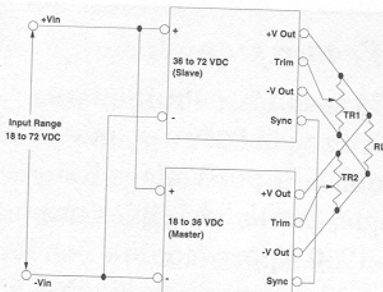 +Vin
+
+V Out
36 to 72 VDC
(Slave)
Trim
-V Out
TR1
-
Sync
RL
Input Range
18 to 72 VDC
TR2
+V Out
+
18 to 36 VDC
(Master)
Trim
-V Out
-Vin
-
Sync